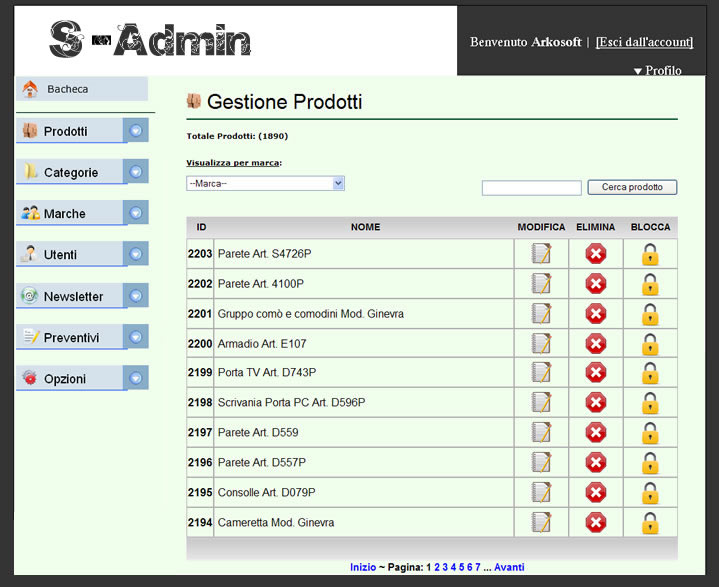 S-Admin
Benvenuto Arkosoft | [Esci dall'account]
▼ Profilo
Bacheca
Prodotti
Categorie
Marche
Utenti
Newsletter
Preventivi
Opzioni
Gestione Prodotti
Totale Prodotti: (1890)
Visualizza per marca:
--Marca--
Cerca prodotto
ID NOME MODIFICA ELIMINA BLOCCA
2203 Parete Art. S4726P
2202 Parete Art. 4100P
2201 Gruppo comò e comodini Mod. Ginevra
2200 Armadio Art. E107
2199 Porta TV Art. D743P
2198 Scrivania Porta PC Art. D596P
2197 Parete Art. D559
2196 Parete Art. D557P
2195 Consolle Art. D079P
2194 Cameretta Mod. Ginevra
Inizio ~ Pagina: 1 2 3 4 5 6 7 ... Avanti